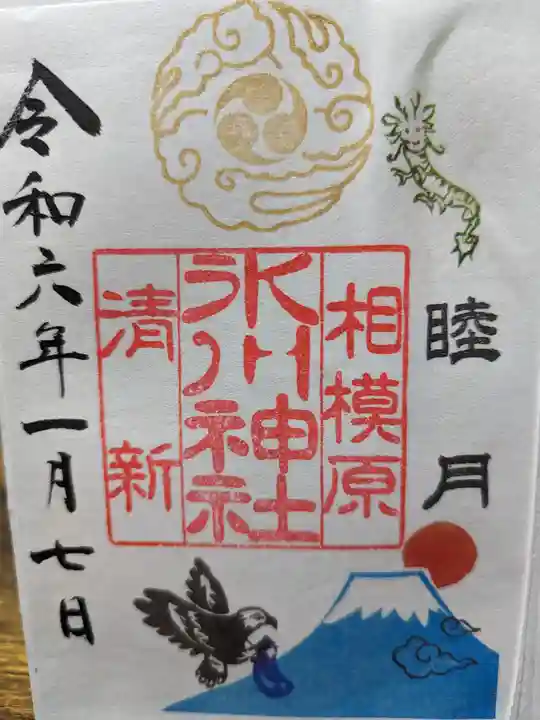 睦月
相模原
氷川神社
清新
令和六年一月七日